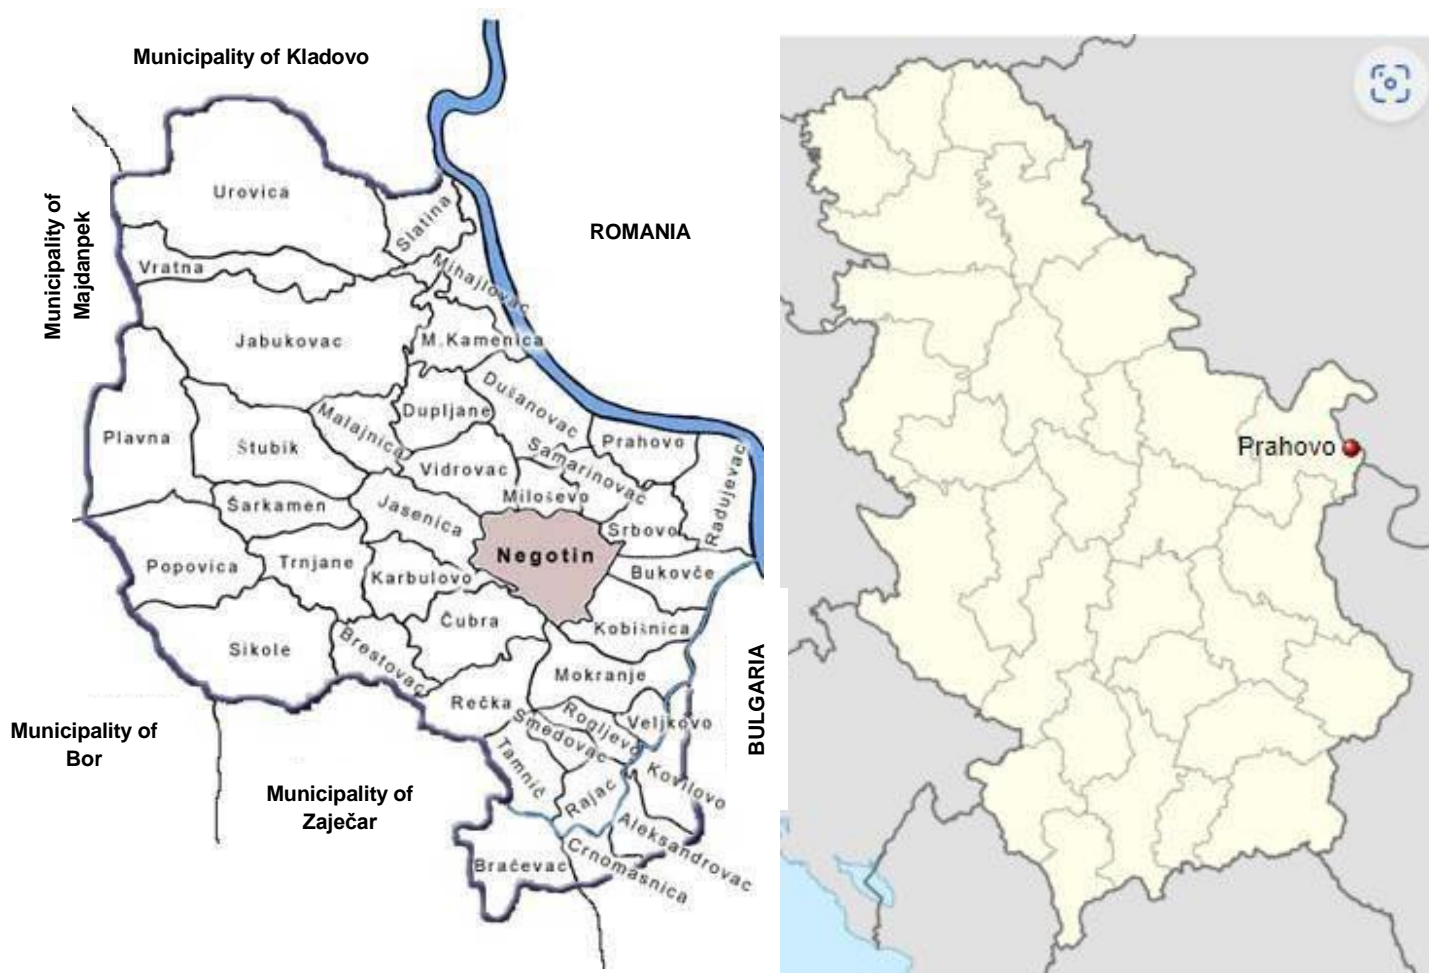 Municipality of Kladovo
Municipality of
Majdanpek
ROMANIA
Urovica
Slatina
Vratna
Mihajlovac
Jabukovac
M.Kamenica
Plavna
Štubik
Malajnica
Dupljane
Dušanovac
Prahovo
Samarinovac
Vidrovac
Radujevac
Miloševo
Šarkamen
Jasenica
Srbovo
Negotin
Popovica
Trnjane
Karbulovo
Bukovče
Čubra
Kobišnica
Sikole
Brestovac
Mokranje
Rečka
Rogljevo
Veljkovo
Smedovac
Tamnič
Rajac
Kovilovo
Aleksandrovac
Crnomasnica
Bračevac
BULGARIA
Municipality of
Bor
Municipality of
Zaječar
Prahovo